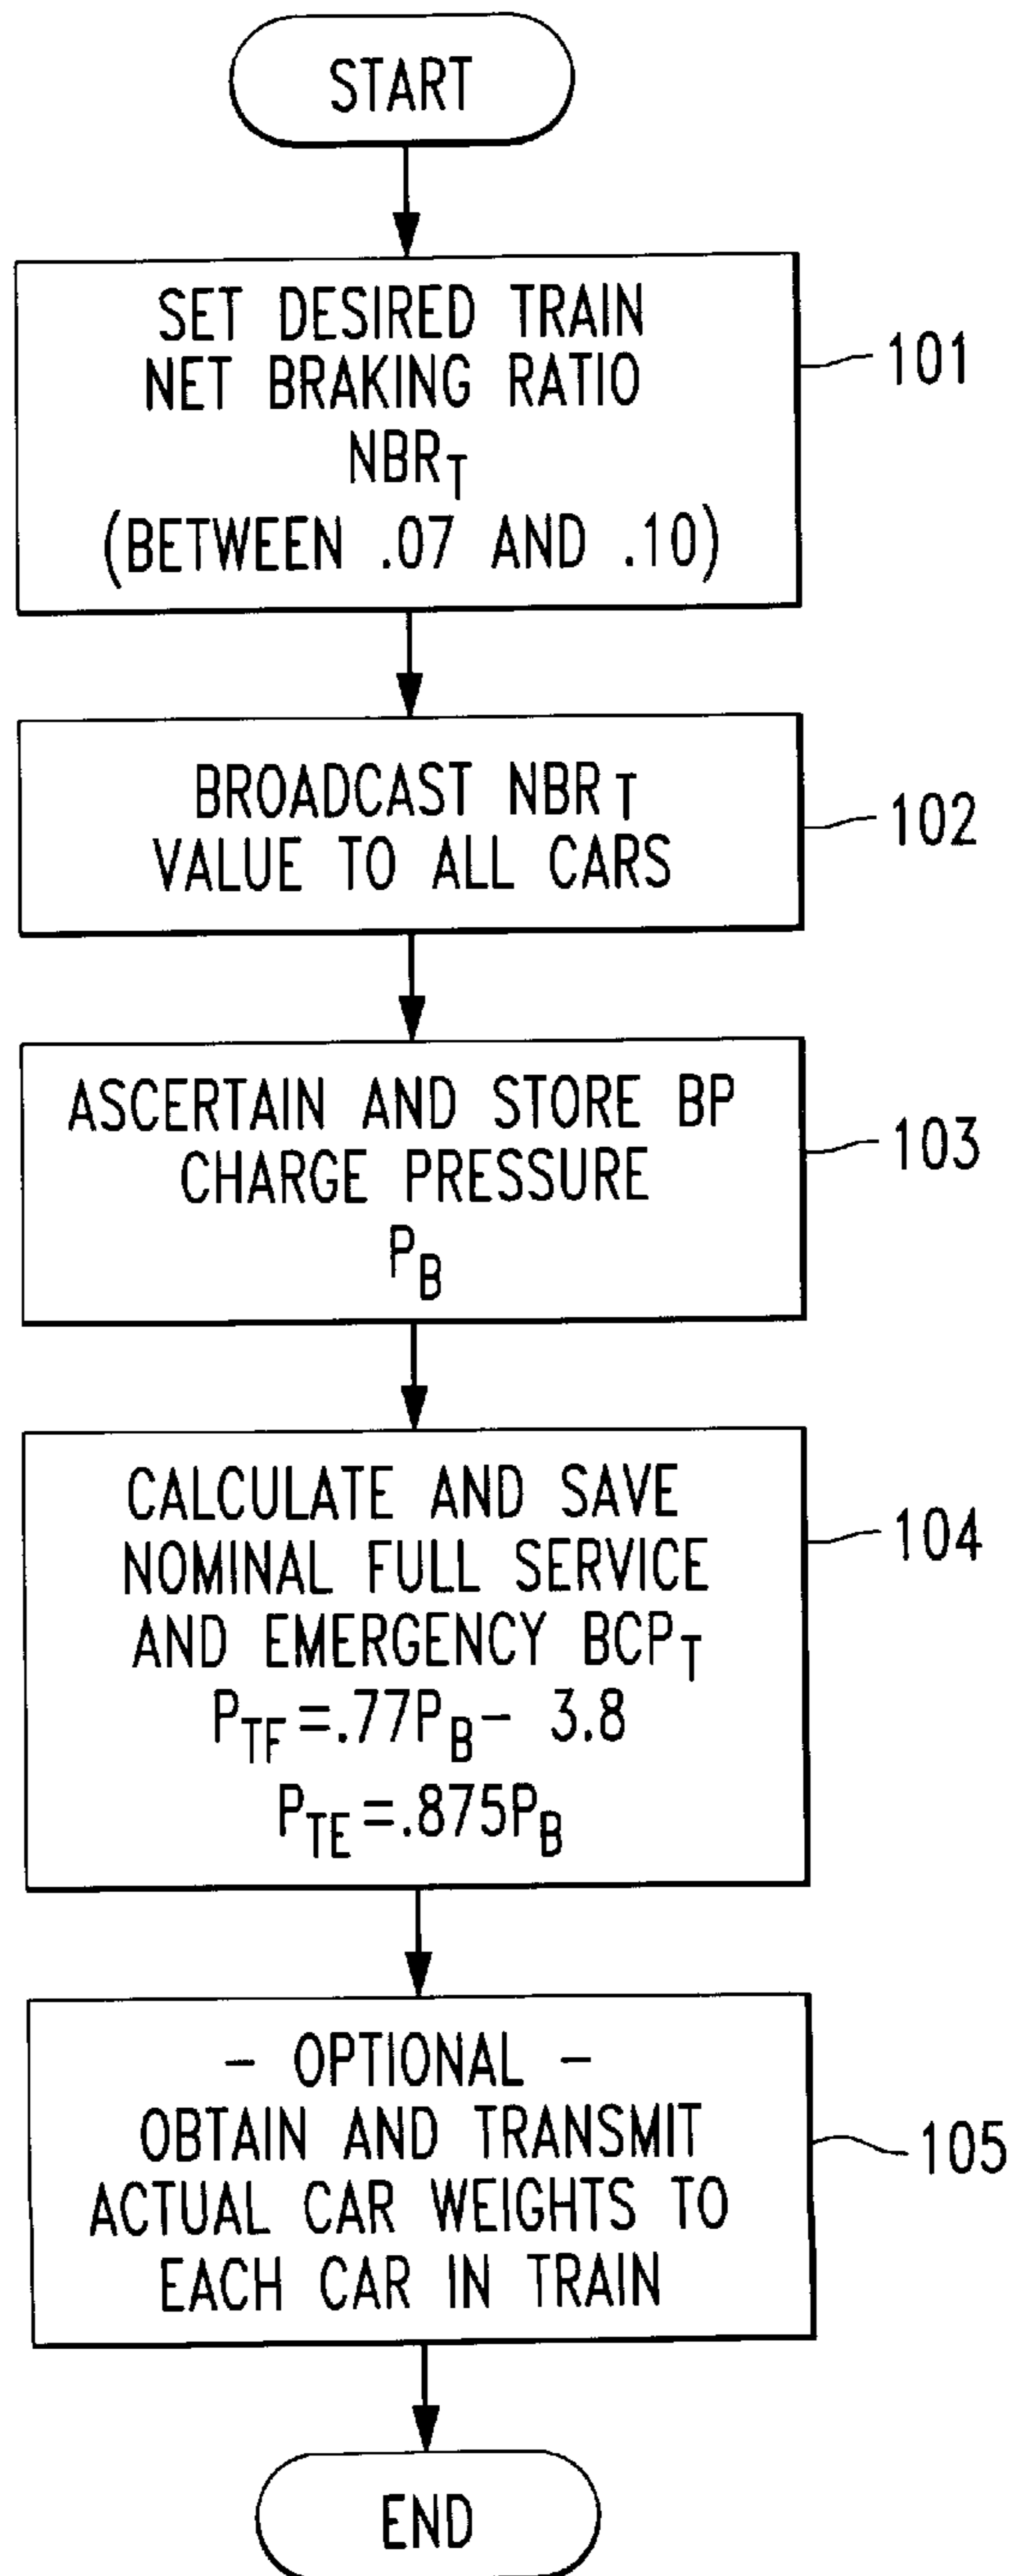 START
SET DESIRED TRAIN
NET BRAKING RATIO
NBR_T
(BETWEEN .07 AND .10)
101
BROADCAST NBR_T
VALUE TO ALL CARS
102
ASCERTAIN AND STORE BP
CHARGE PRESSURE
P_B
103
CALCULATE AND SAVE
NOMINAL FULL SERVICE
AND EMERGENCY BCP_T
P_TF = .77P_B - 3.8
P_TE = .875P_B
104
- OPTIONAL -
OBTAIN AND TRANSMIT
ACTUAL CAR WEIGHTS TO
EACH CAR IN TRAIN
105
END